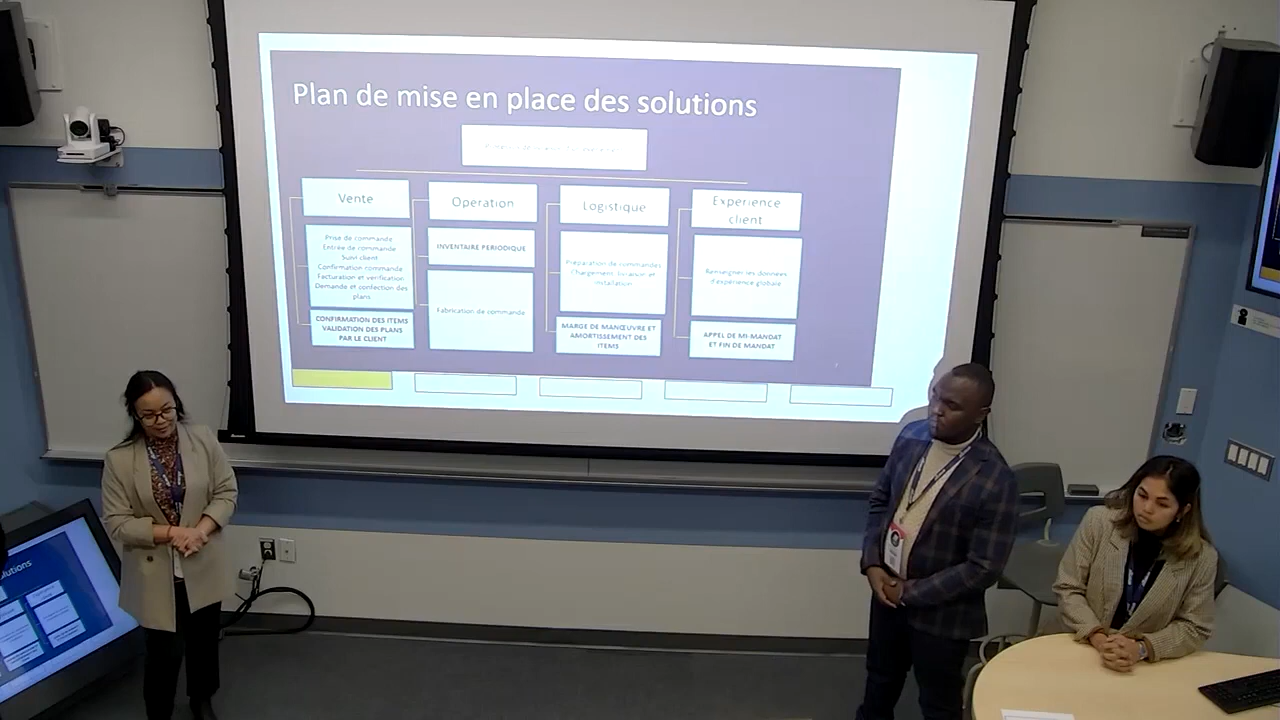 Plan de mise en place des solutions
Vente
Prise de commande
Entrée de commande
Suivi client
Confirmation commande
Facturation et vérification
Demande et confection des
plans
CONFIRMATION DES ITEMS
VALIDATION DES PLANS
PAR LE CLIENT
Operation
INVENTAIRE PERIODIQUE
Fabrication de commande
Logistique
Préparation de commandes
Chargement, livraison et
installation
MARGE DE MANŒUVRE ET
AMORTISSEMENT DES
ITEMS
Expérience
client
Renseigner les données
d'expérience globale
APPEL DE MI-MANDAT
ET FIN DE MANDAT